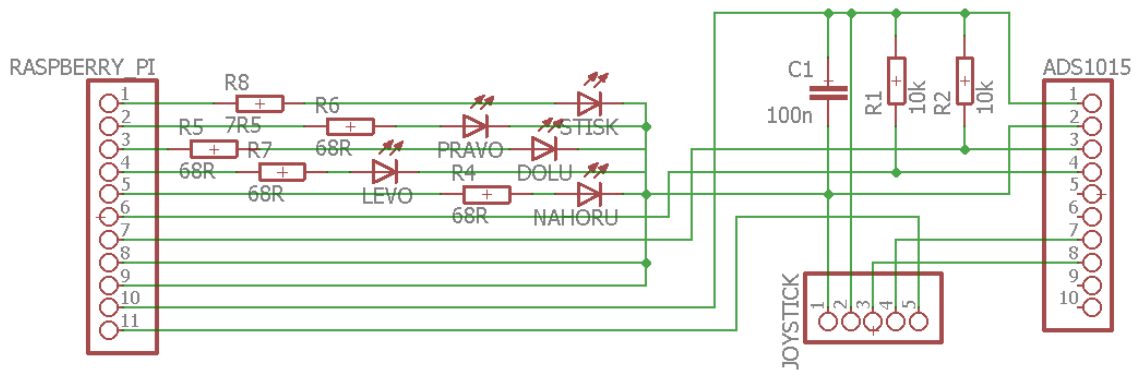 RASPBERRY_PI
1
2
3
4
5
6
7
8
9
10
11
R8
7R5
R6
68R
R5
68R
R7
68R
R4
68R
STISK
PRAVO
DOLU
LEVO
NAHORU
C1
100n
R1
10k
R2
10k
ADS1015
1
2
3
4
5
6
7
8
9
10
JOYSTICK
1
2
3
4
5